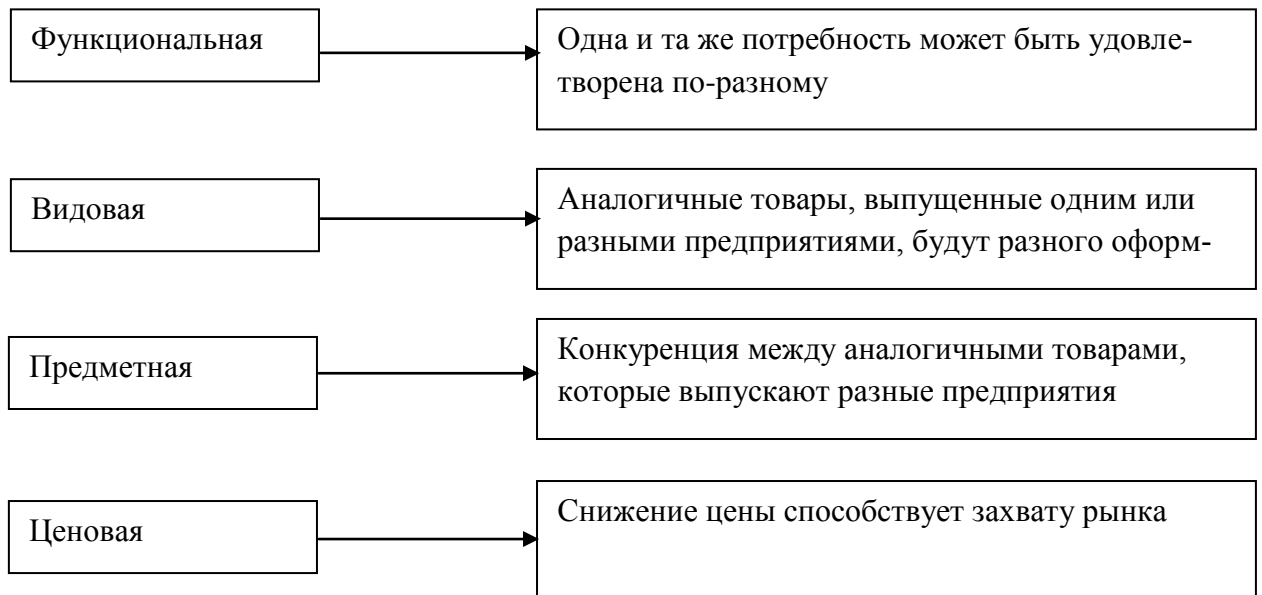 Функциональная
Одна и та же потребность может быть удовле-
творена по-разному
Видовая
Аналогичные товары, выпущенные одним или
разными предприятиями, будут разного оформ-
Предметная
Конкуренция между аналогичными товарами,
которые выпускают разные предприятия
Ценовая
Снижение цены способствует захвату рынка